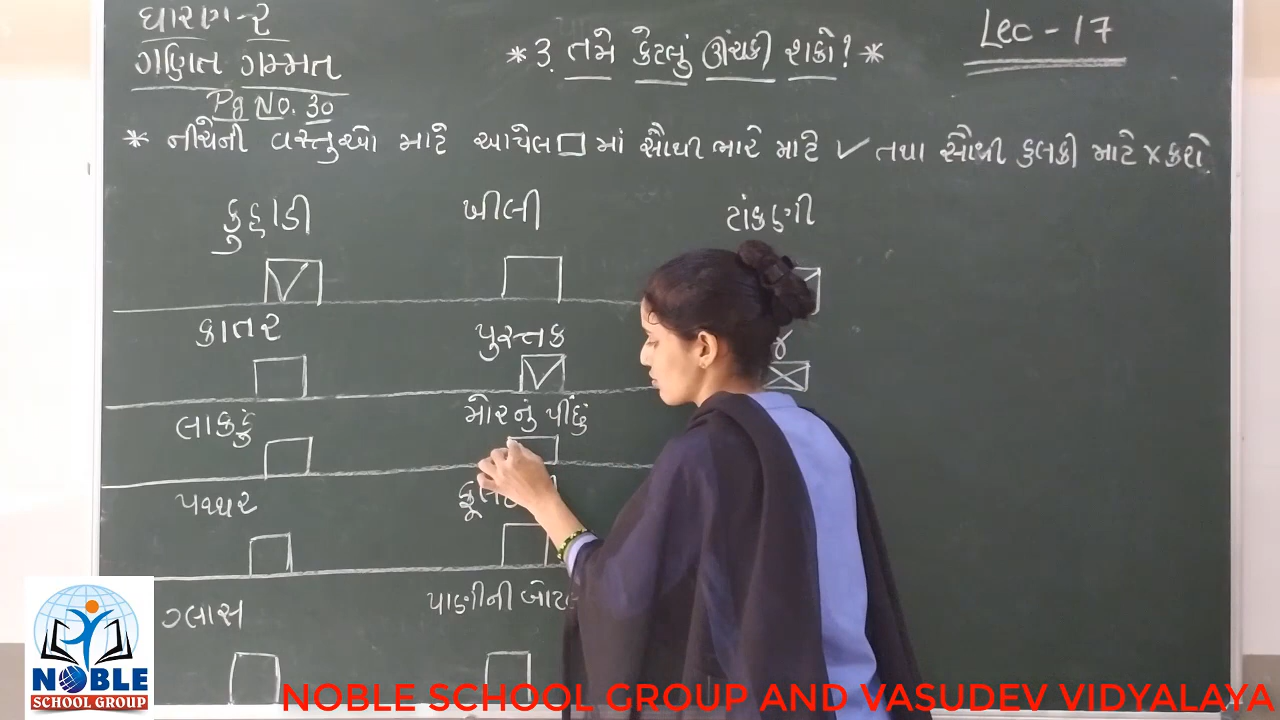 ધોરણ-૨
ગણિત ગમ્મત
Pg No. 30
* ૩. તમે કેટલું ઊંચકી શકો? *
Lec - 17
* નીચેની વસ્તુઓ માટે આપેલ □ માં સૌથી ભારે માટે ✓ તથા સૌથી હલકી માટે × કરો.
કુહાડી ખીલી ટાંકણી
કાતર પુસ્તક
લાકડું મોરનું પીંછું
પથ્થર
ગ્લાસ પાણીની બોટલ
NOBLE
SCHOOL GROUP
NOBLE SCHOOL GROUP AND VASUDEV VIDYALAYA